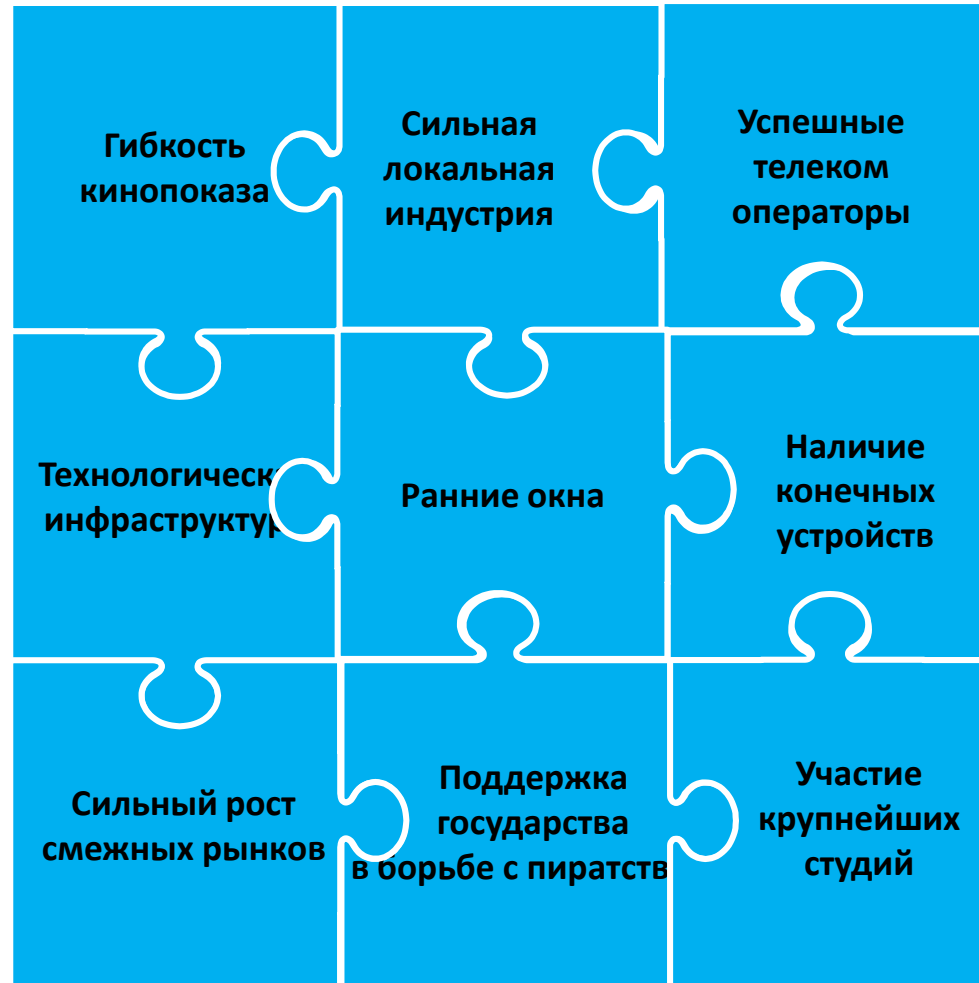 Гибкость
кинопоказа
Сильная
локальная
индустрия
Успешные
телеком
операторы
Технологическ
инфраструктур
Ранние окна
Наличие
конечных
устройств
Сильный рост
смежных рынков
Поддержка
государства
в борьбе с пиратств
Участие
крупнейших
студий